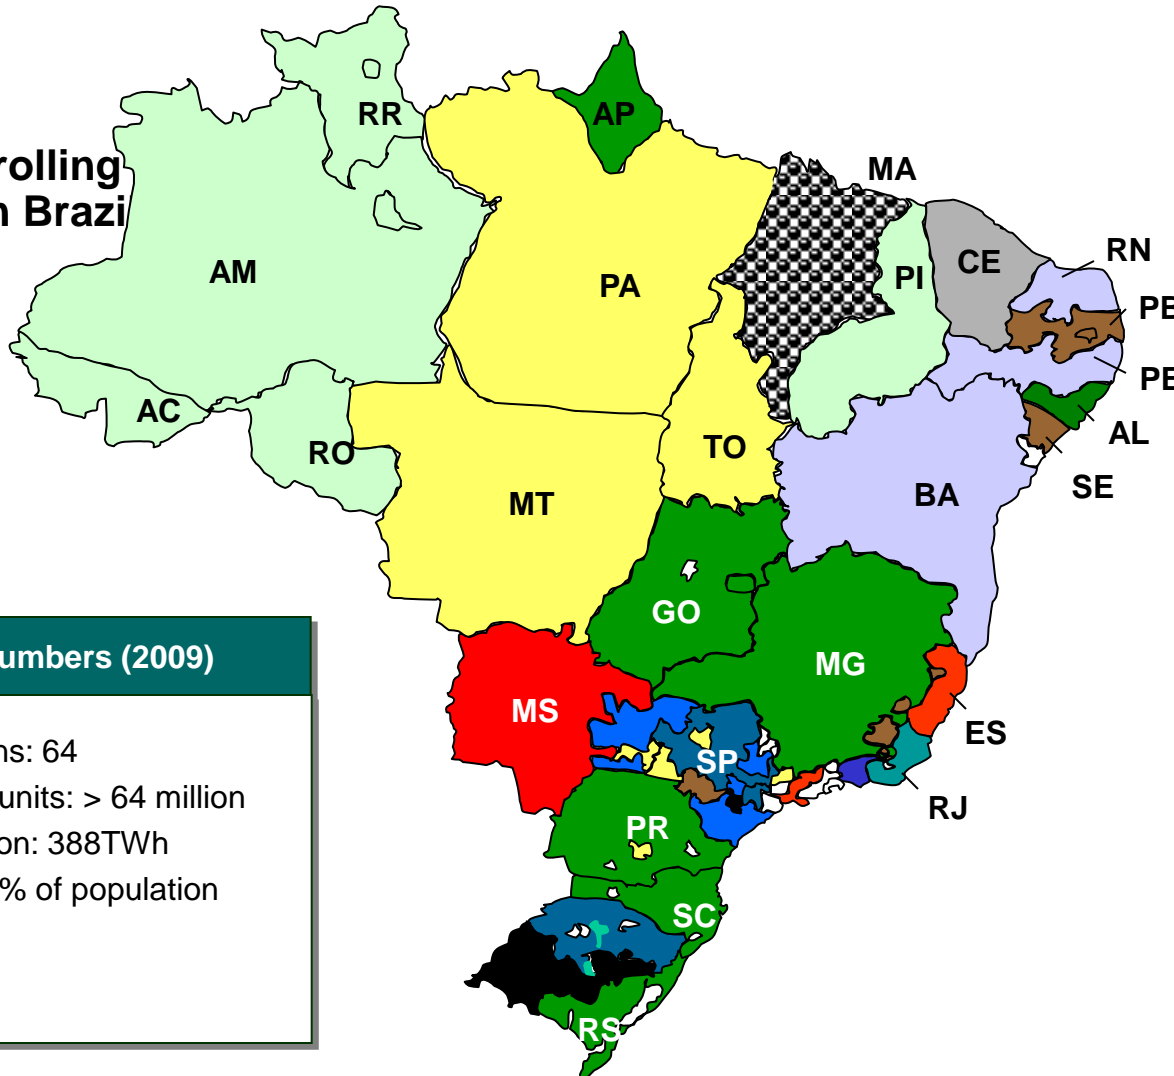 rolling
n Brazi
RR
AP
MA
AM
PA
PI
CE
RN
PB
PE
AC
RO
TO
AL
MT
BA
SE
GO
umbers (2009)
MG
MS
ES
ns: 64
SP
units: > 64 million
RJ
on: 388TWh
PR
% of population
SC
RS